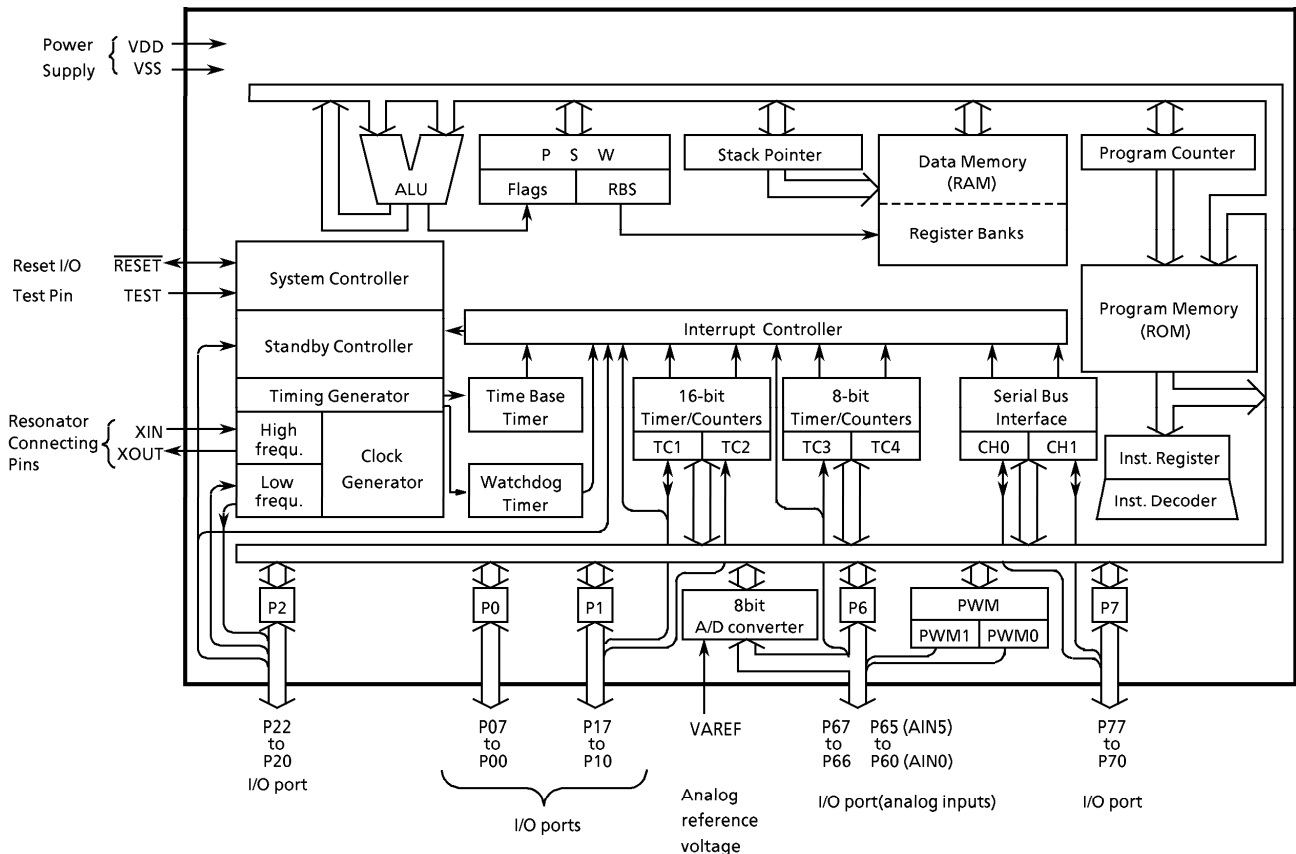 Power VDD
Supply VSS
P S W
Stack Pointer
Data Memory
(RAM)
Program Counter
ALU
Flags
RBS
Register Banks
Reset I/O RESET
Test Pin TEST
System Controller
Program Memory
(ROM)
Interrupt Controller
Standby Controller
Timing Generator
Time Base
Timer
16-bit
Timer/Counters
TC1
TC2
8-bit
Timer/Counters
TC3
TC4
Serial Bus
Interface
CH0
CH1
Resonator
Connecting
Pins
XIN
XOUT
High
frequ.
Low
frequ.
Clock
Generator
Watchdog
Timer
Inst. Register
Inst. Decoder
P2
P0
P1
8bit
A/D converter
P6
PWM
PWM1
PWM0
P7
P22
to
P20
I/O port
P07
to
P00
P17
to
P10
I/O ports
VAREF
Analog
reference
voltage
P67
to
P66
P65 (AIN5)
to
P60 (AIN0)
I/O port(analog inputs)
P77
to
P70
I/O port